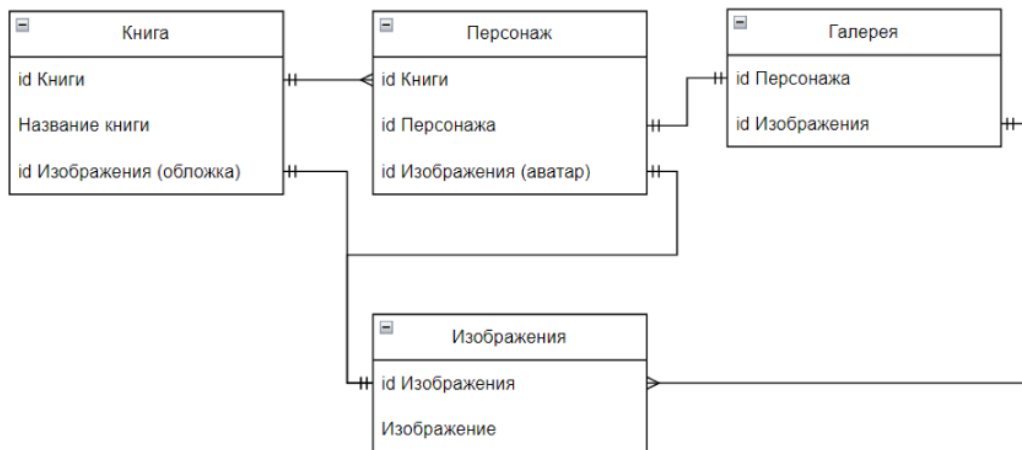 Книга
id Книги
Название книги
id Изображения (обложка)
Персонаж
id Книги
id Персонажа
id Изображения (аватар)
Галерея
id Персонажа
id Изображения
Изображения
id Изображения
Изображение